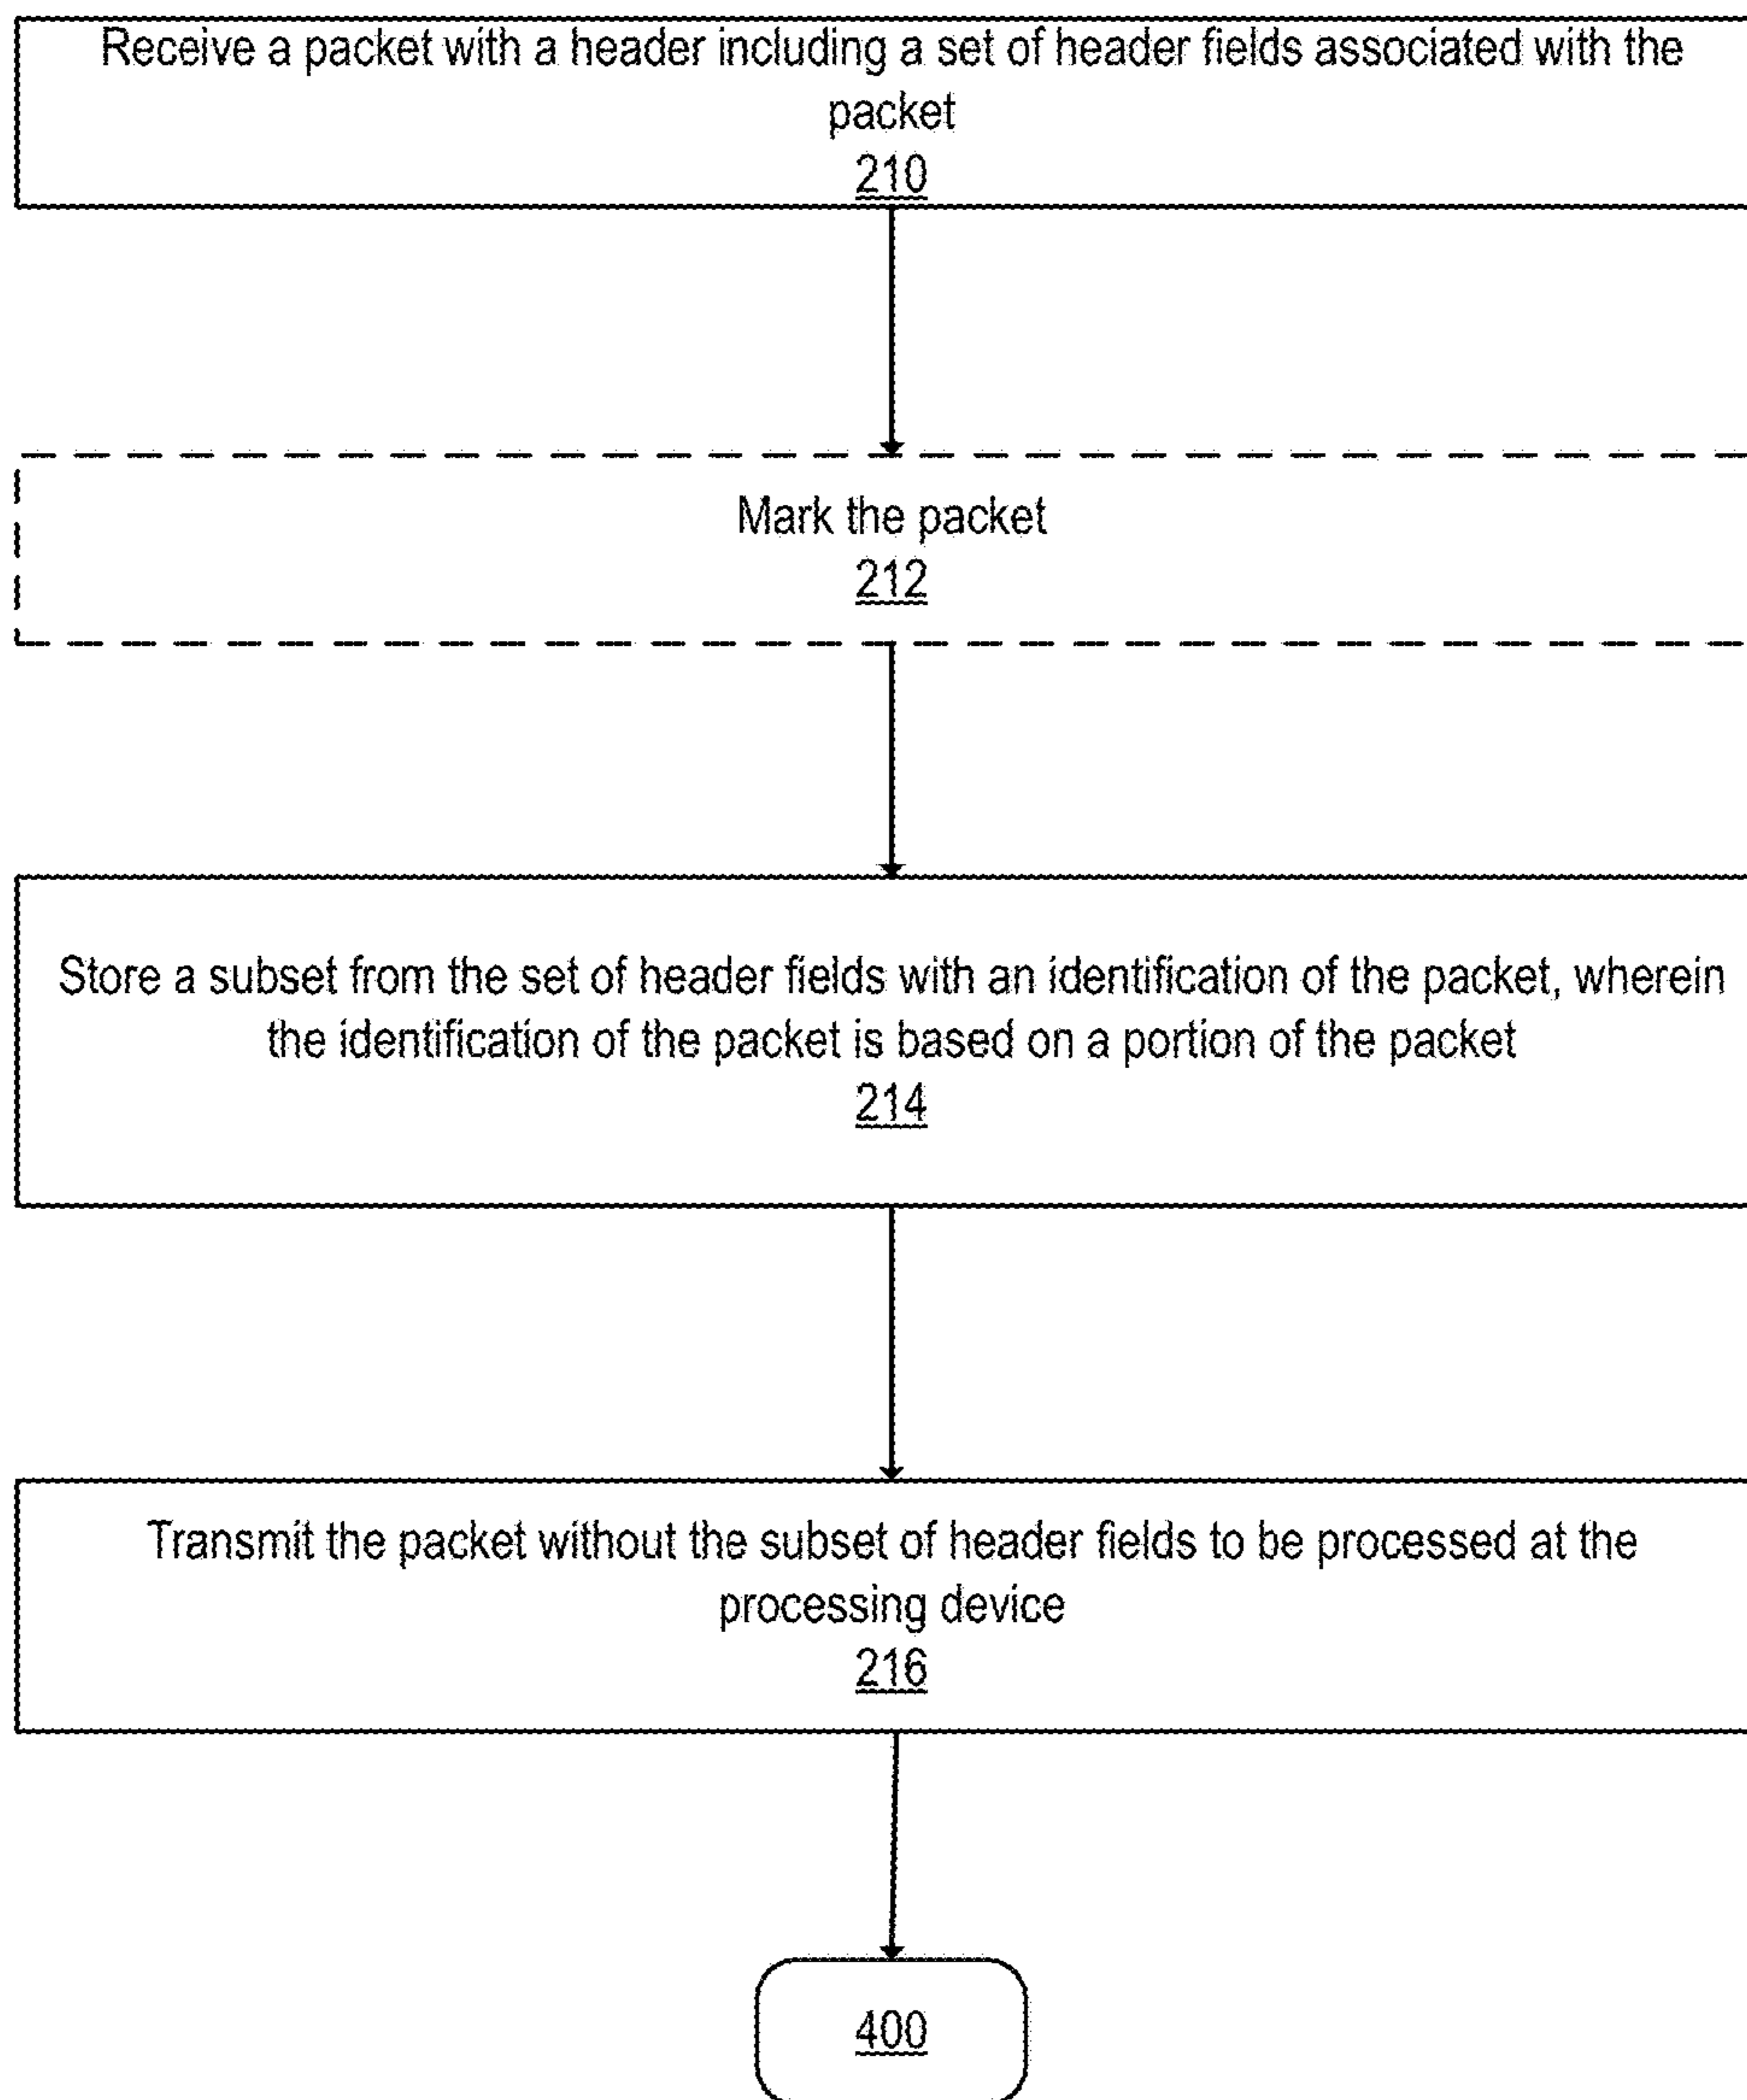 Receive a packet with a header including a set of header fields associated with the
packet
210
Mark the packet
212
Store a subset from the set of header fields with an identification of the packet, wherein
the identification of the packet is based on a portion of the packet
214
Transmit the packet without the subset of header fields to be processed at the
processing device
216
400